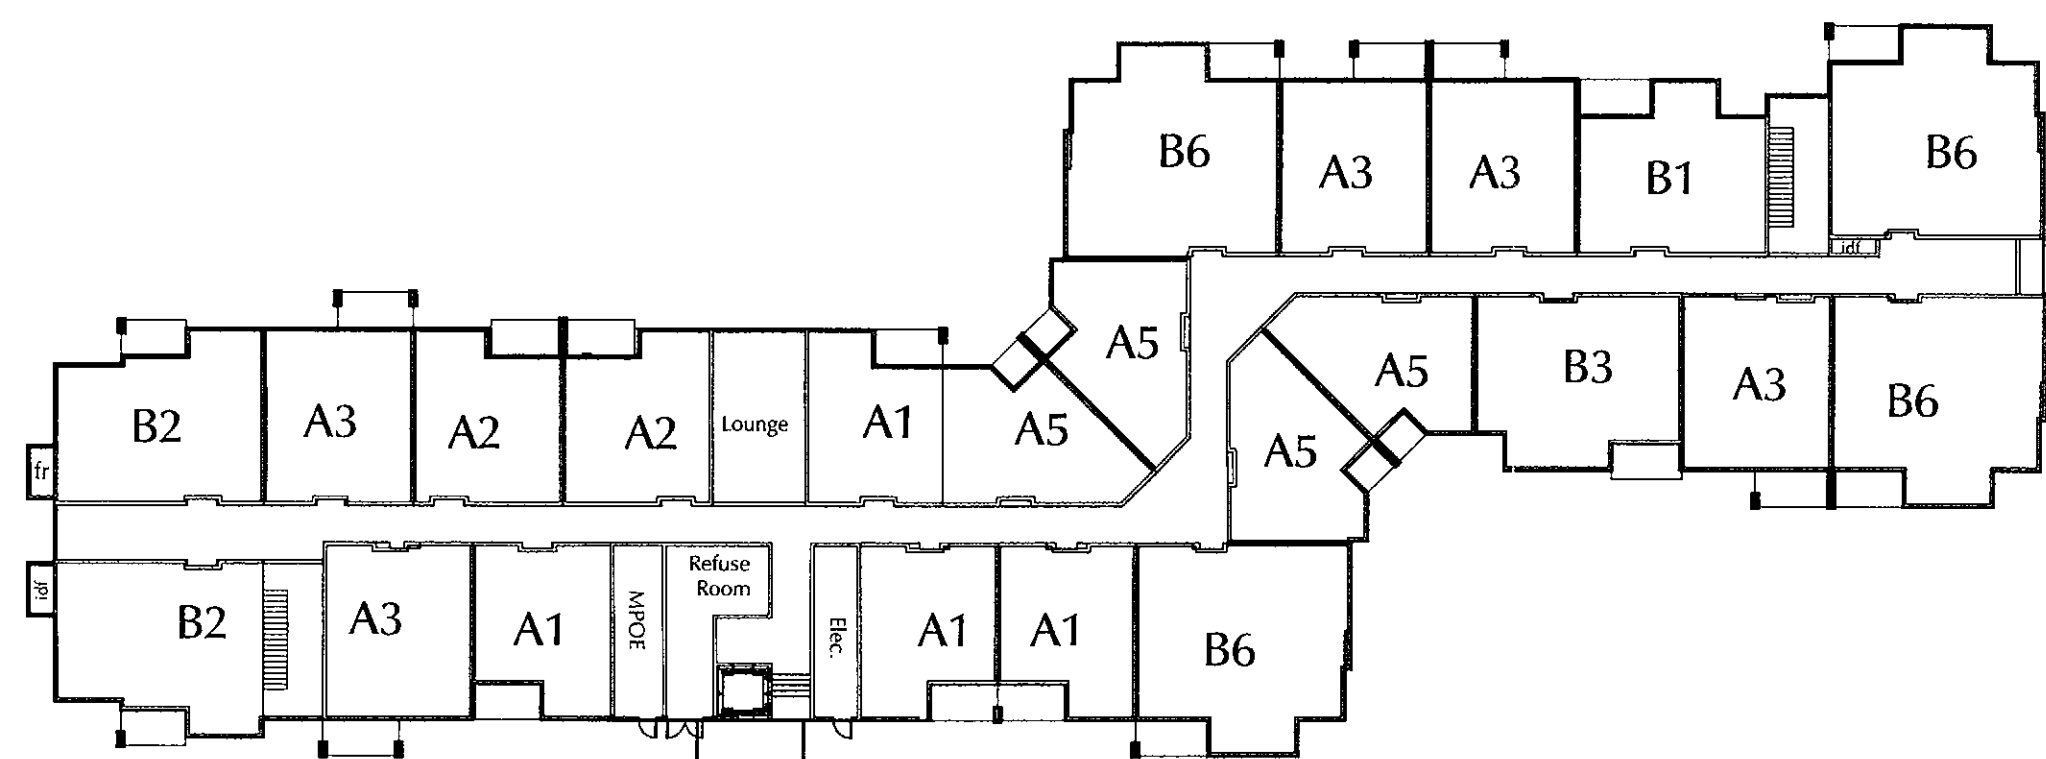 B6
A3
A3
B1
B6
idf
A5
A5
B3
A3
B6
B2
A3
A2
A2
Lounge
A1
A5
A5
fr
idf
B2
A3
A1
MPOE
Refuse
Room
Elec.
A1
A1
B6